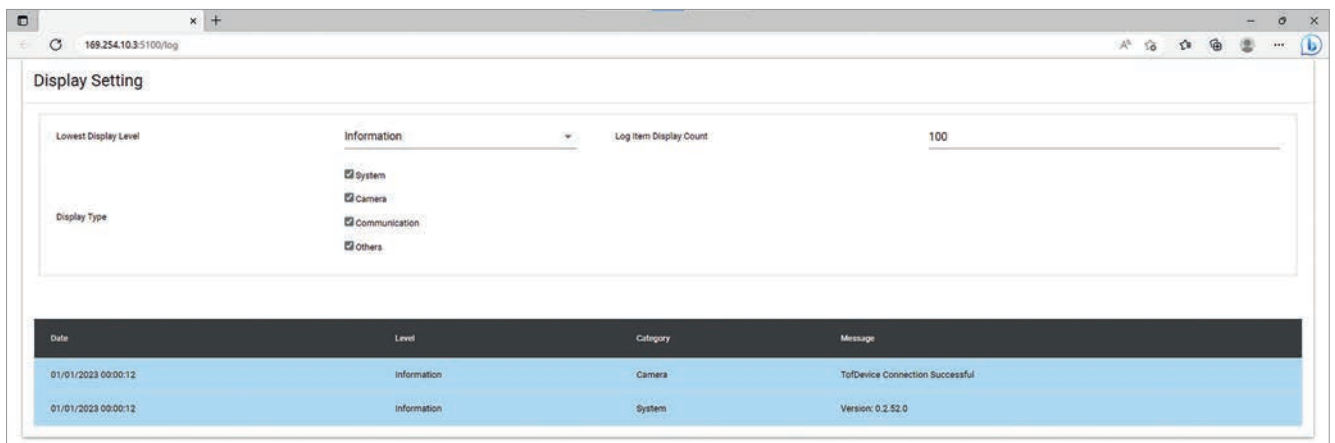 169.254.10.3:5100/log
Display Setting
Lowest Display Level Information Log Item Display Count 100
Display Type
System
Camera
Communication
Others
Date Level Category Message
01/01/2023 00:00:12 Information Camera TofDevice Connection Successful
01/01/2023 00:00:12 Information System Version: 0.2.52.0